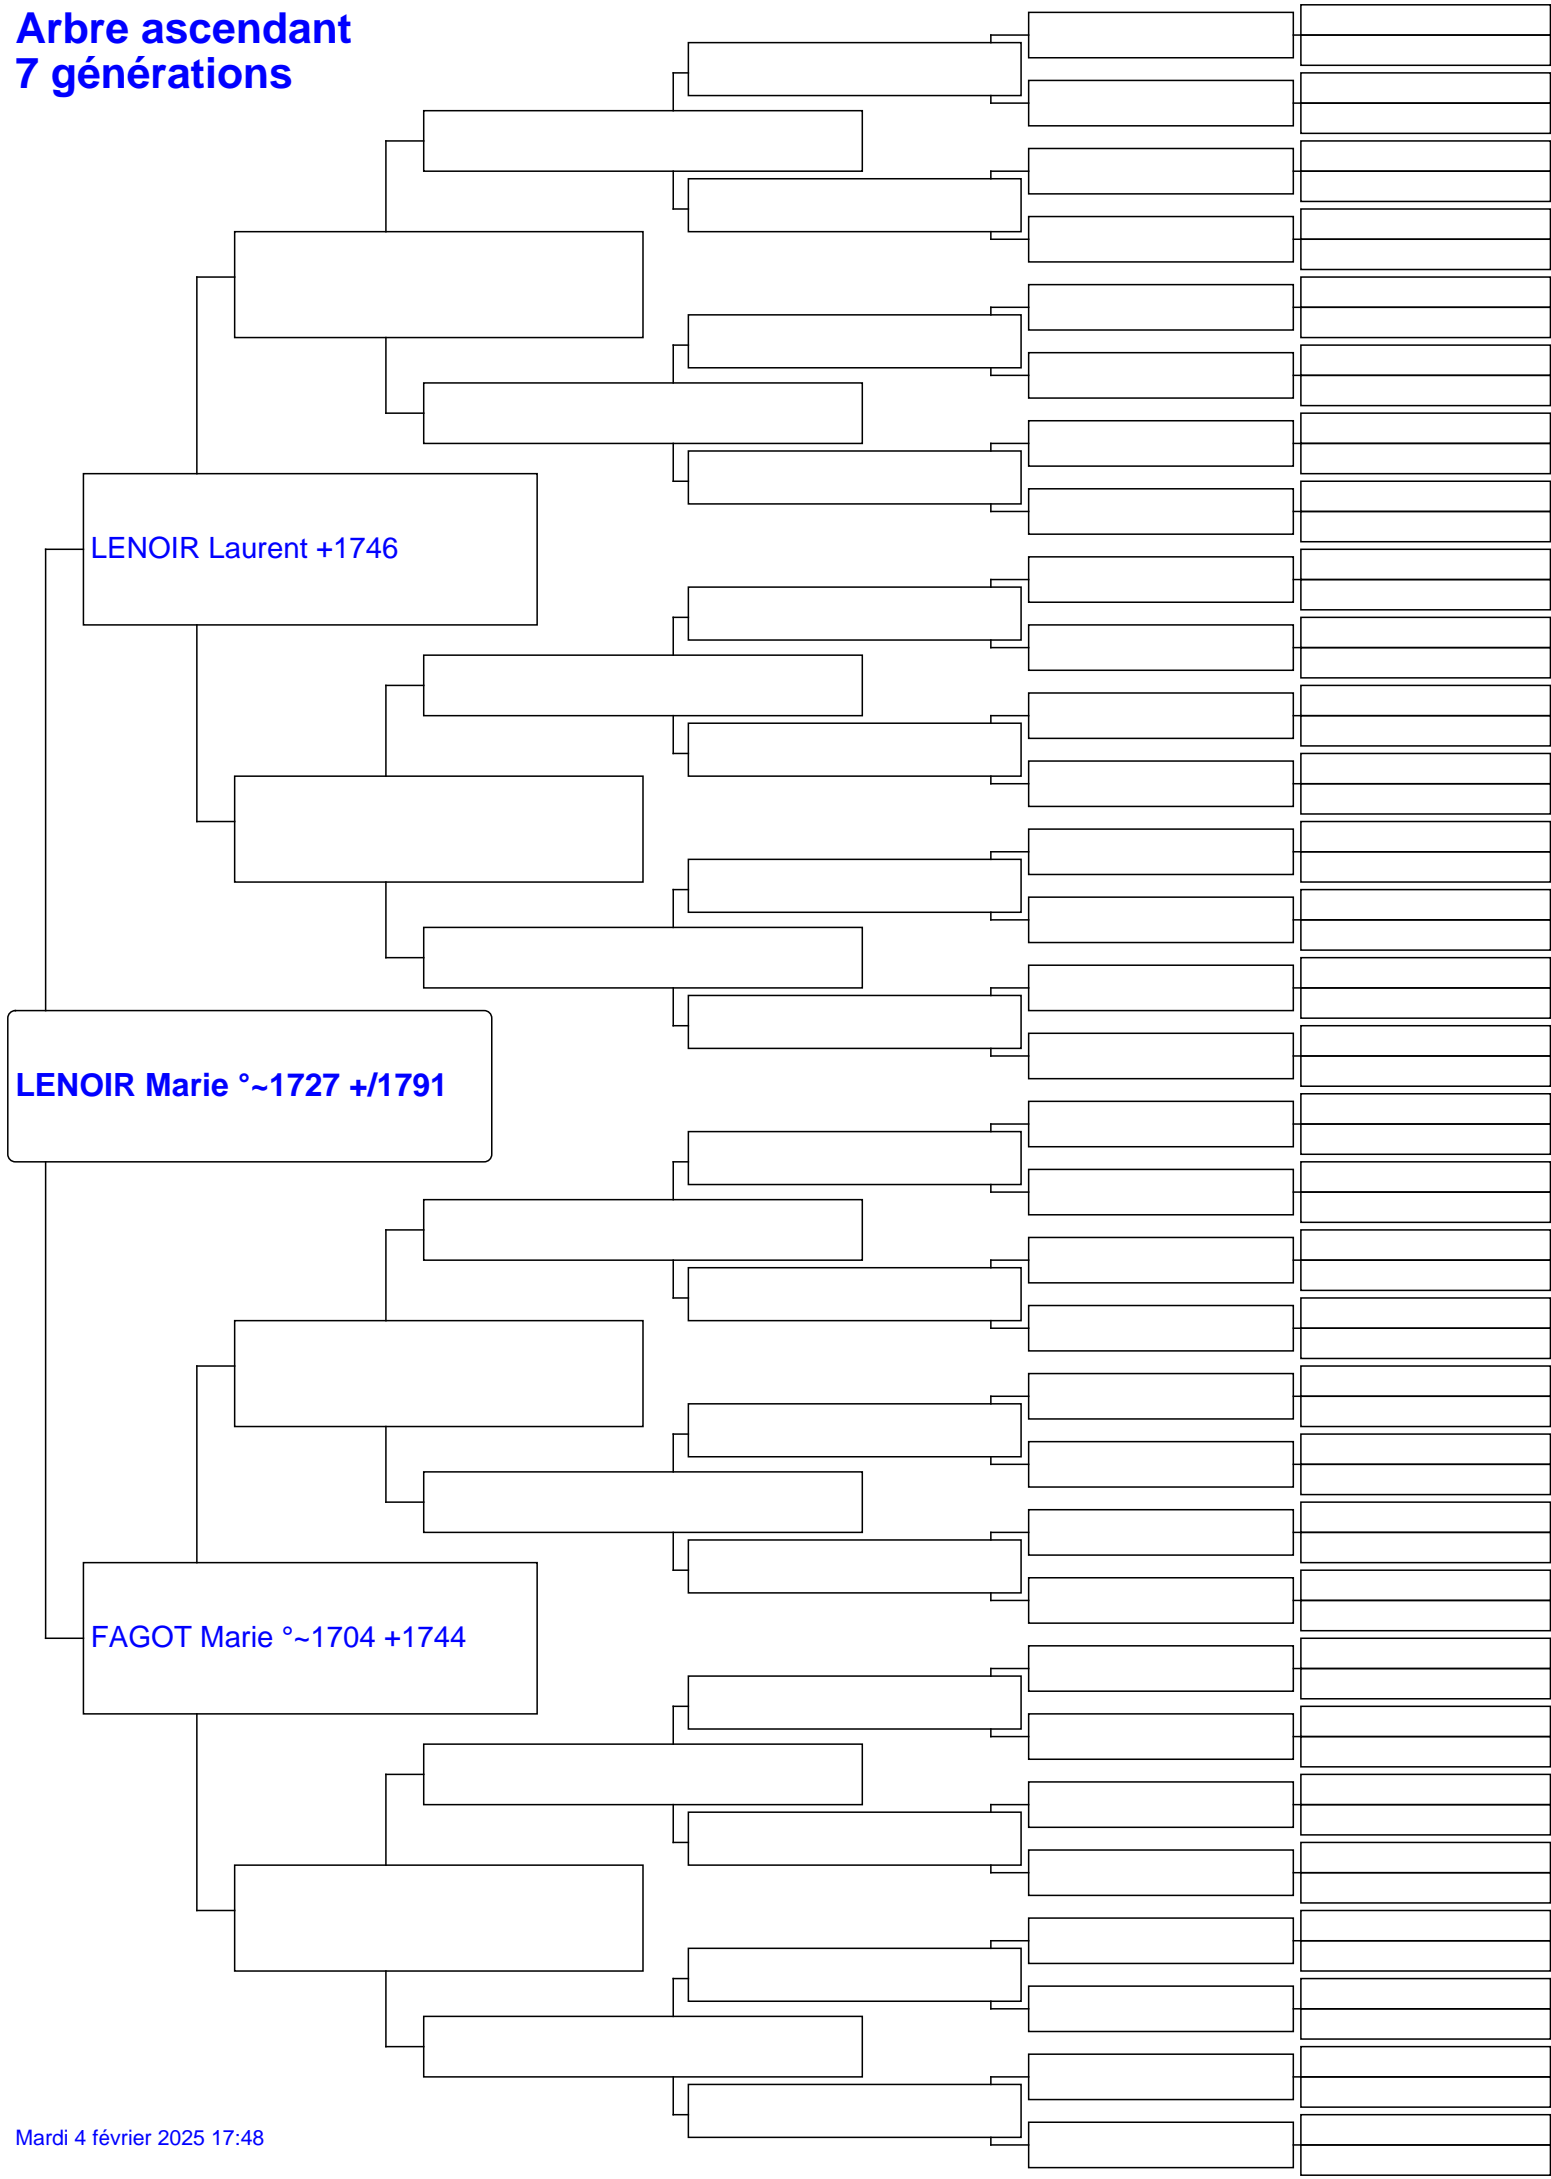 Arbre ascendant
7 générations
LENOIR Laurent +1746
LENOIR Marie °~1727 +/1791
FAGOT Marie °~1704 +1744
Mardi 4 février 2025 17:48